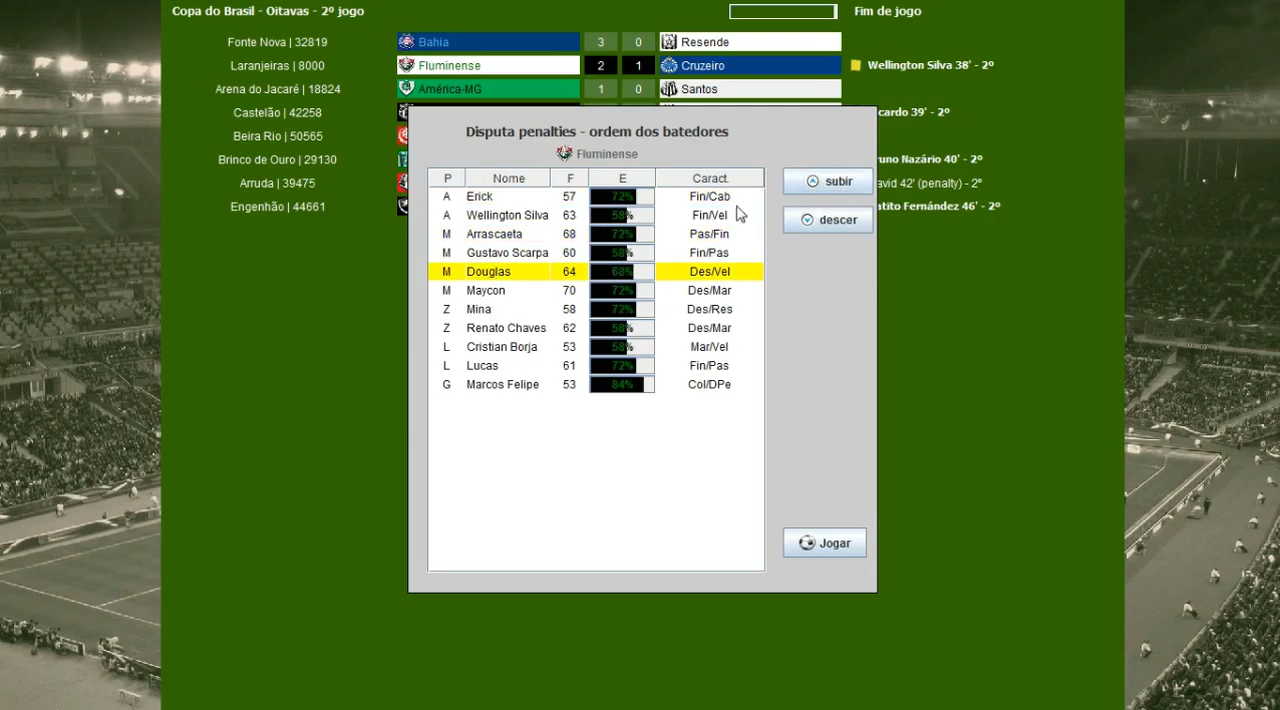 Copa do Brasil - Oitavas - 2º jogo Fim de jogo
Fonte Nova | 32819 Bahia 3 0 Resende
Laranjeiras | 8000 Fluminense 2 1 Cruzeiro Wellington Silva 38' - 2º
Arena do Jacaré | 18824 América-MG 1 0 Santos
Castelão | 42258 cardo 39' - 2º
Beira Rio | 50565
Brinco de Ouro | 29130 runo Nazário 40' - 2º
Arruda | 39475 avid 42' (penalty) - 2º
Engenhão | 44661 atito Fernández 46' - 2º
Disputa penalties - ordem dos batedores
Fluminense
P Nome F E Caract.
A Erick 57 72% Fin/Cab
A Wellington Silva 63 58% Fin/Vel
M Arrascaeta 68 72% Pas/Fin
M Gustavo Scarpa 60 58% Fin/Pas
M Douglas 64 68% Des/Vel
M Maycon 70 72% Des/Mar
Z Mina 58 72% Des/Res
Z Renato Chaves 62 58% Des/Mar
L Cristian Borja 53 58% Mar/Vel
L Lucas 61 72% Fin/Pas
G Marcos Felipe 53 84% Col/DPe
subir
descer
Jogar